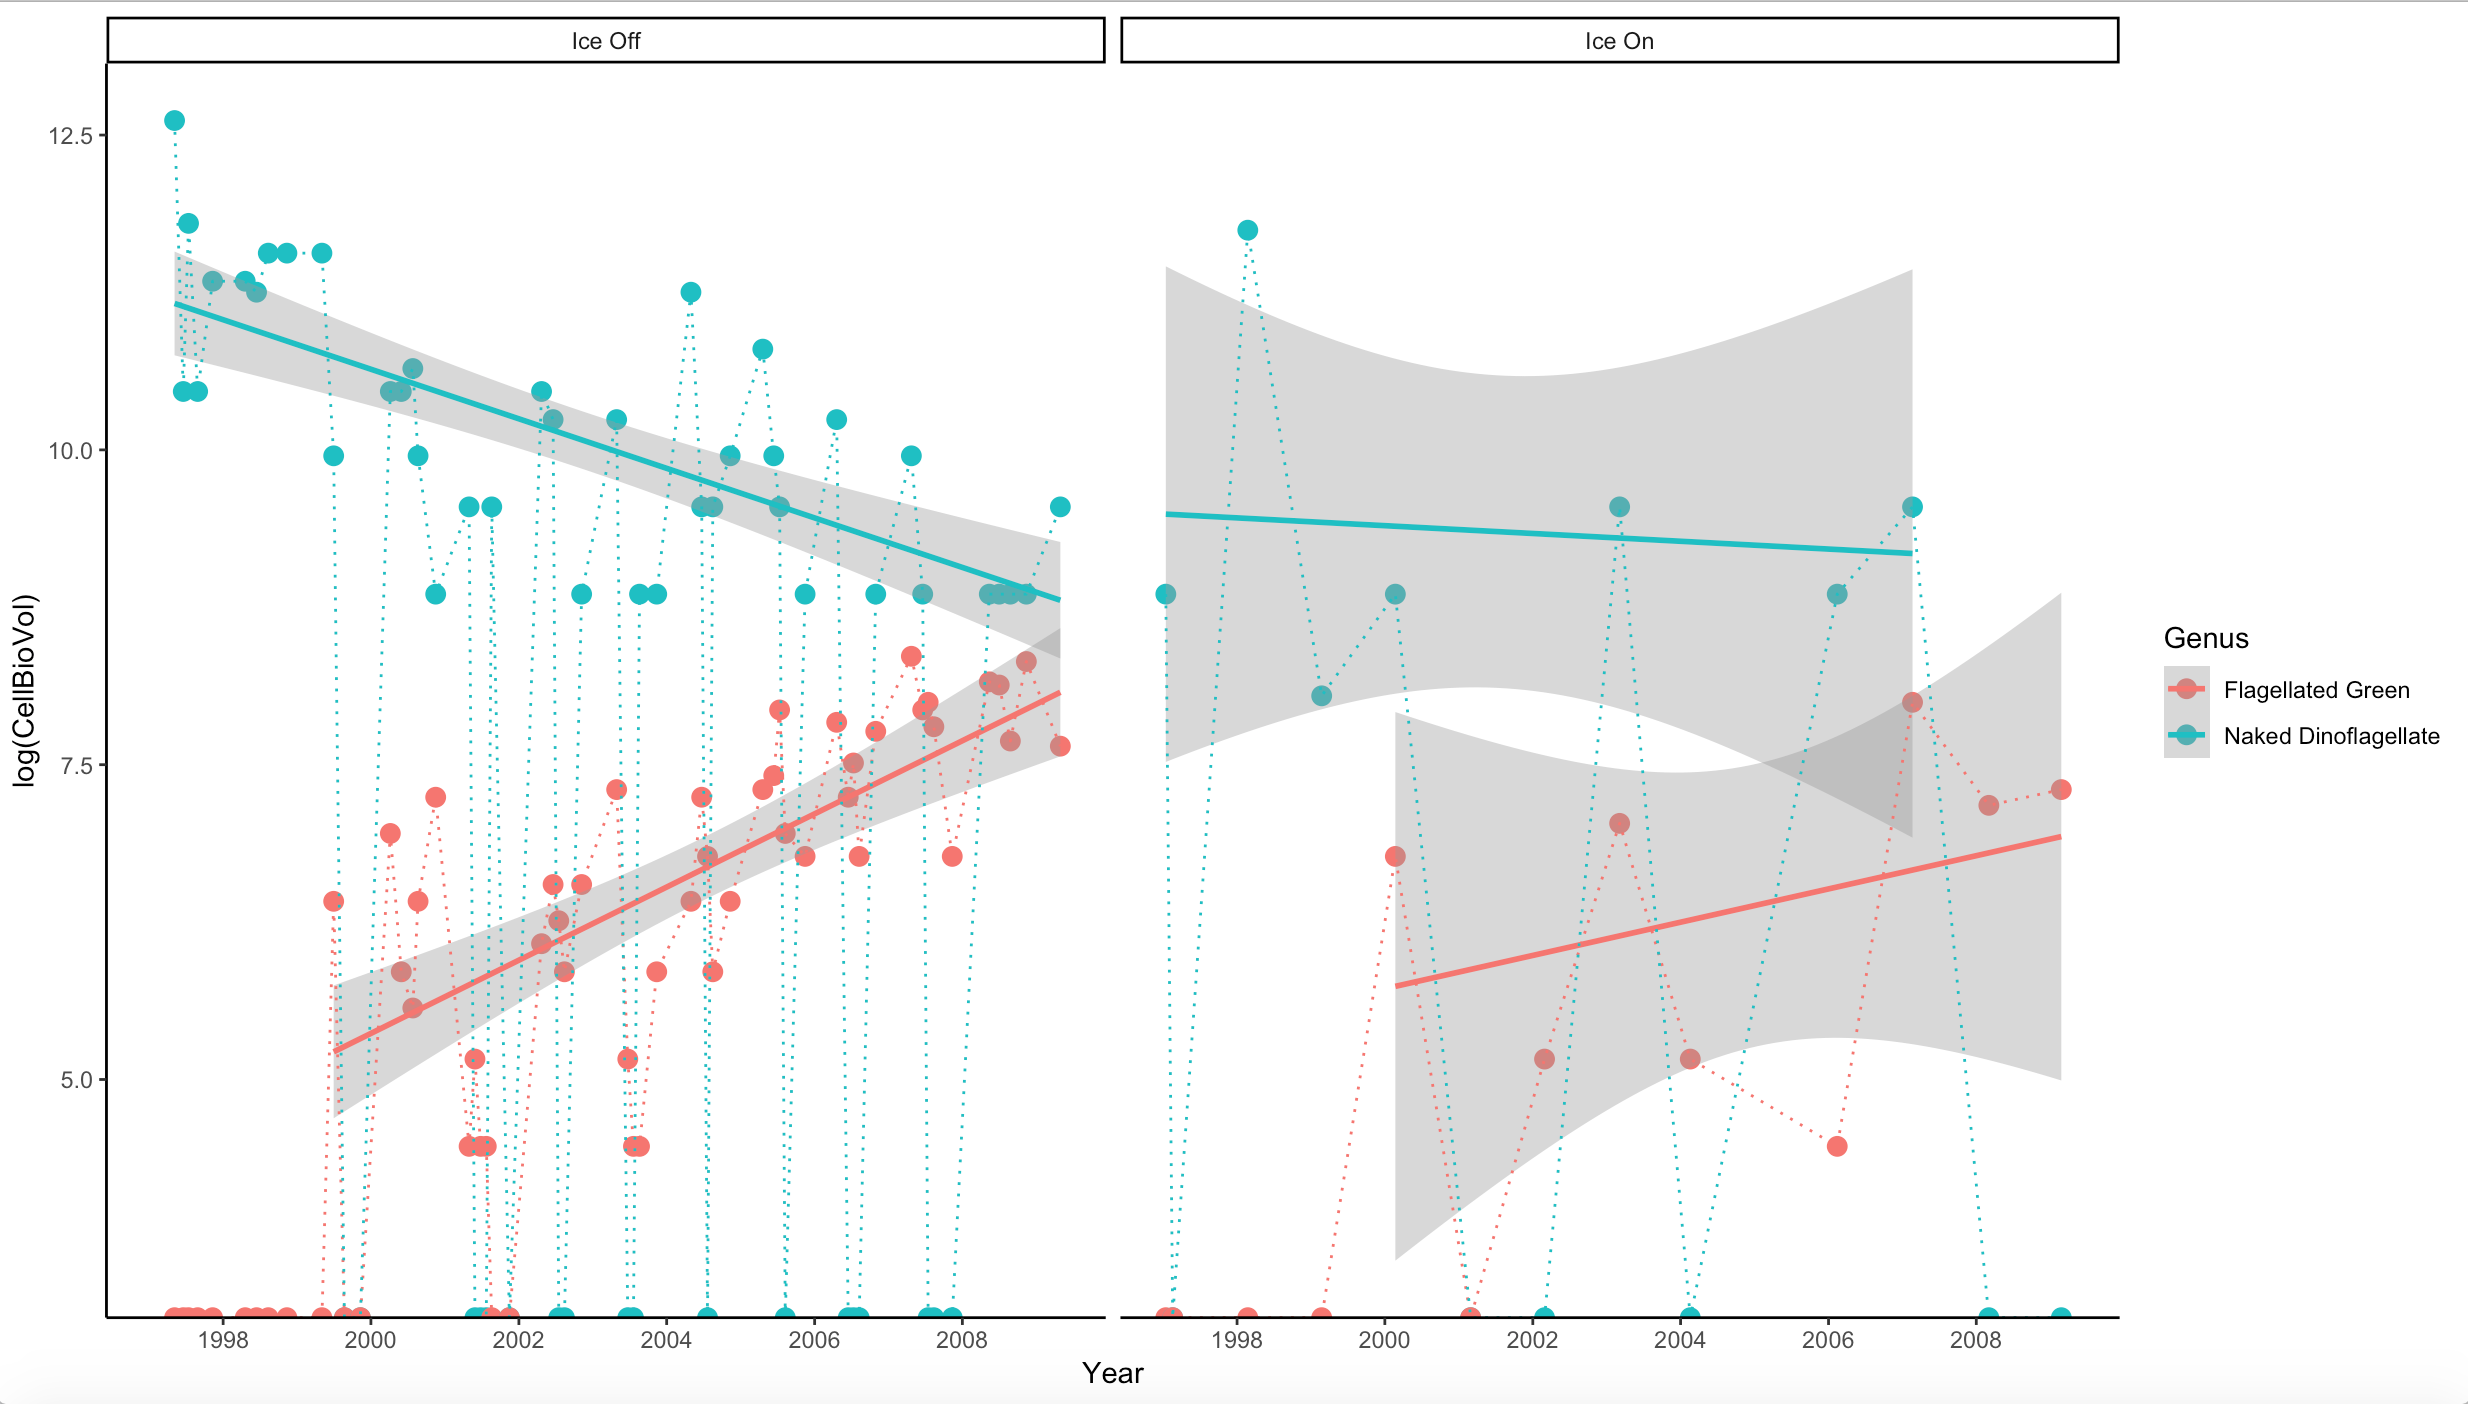 Ice Off
Ice On
12.5
10.0
7.5
5.0
log(CellBioVol)
1998 2000 2002 2004 2006 2008
1998 2000 2002 2004 2006 2008
Year
Genus
Flagellated Green
Naked Dinoflagellate